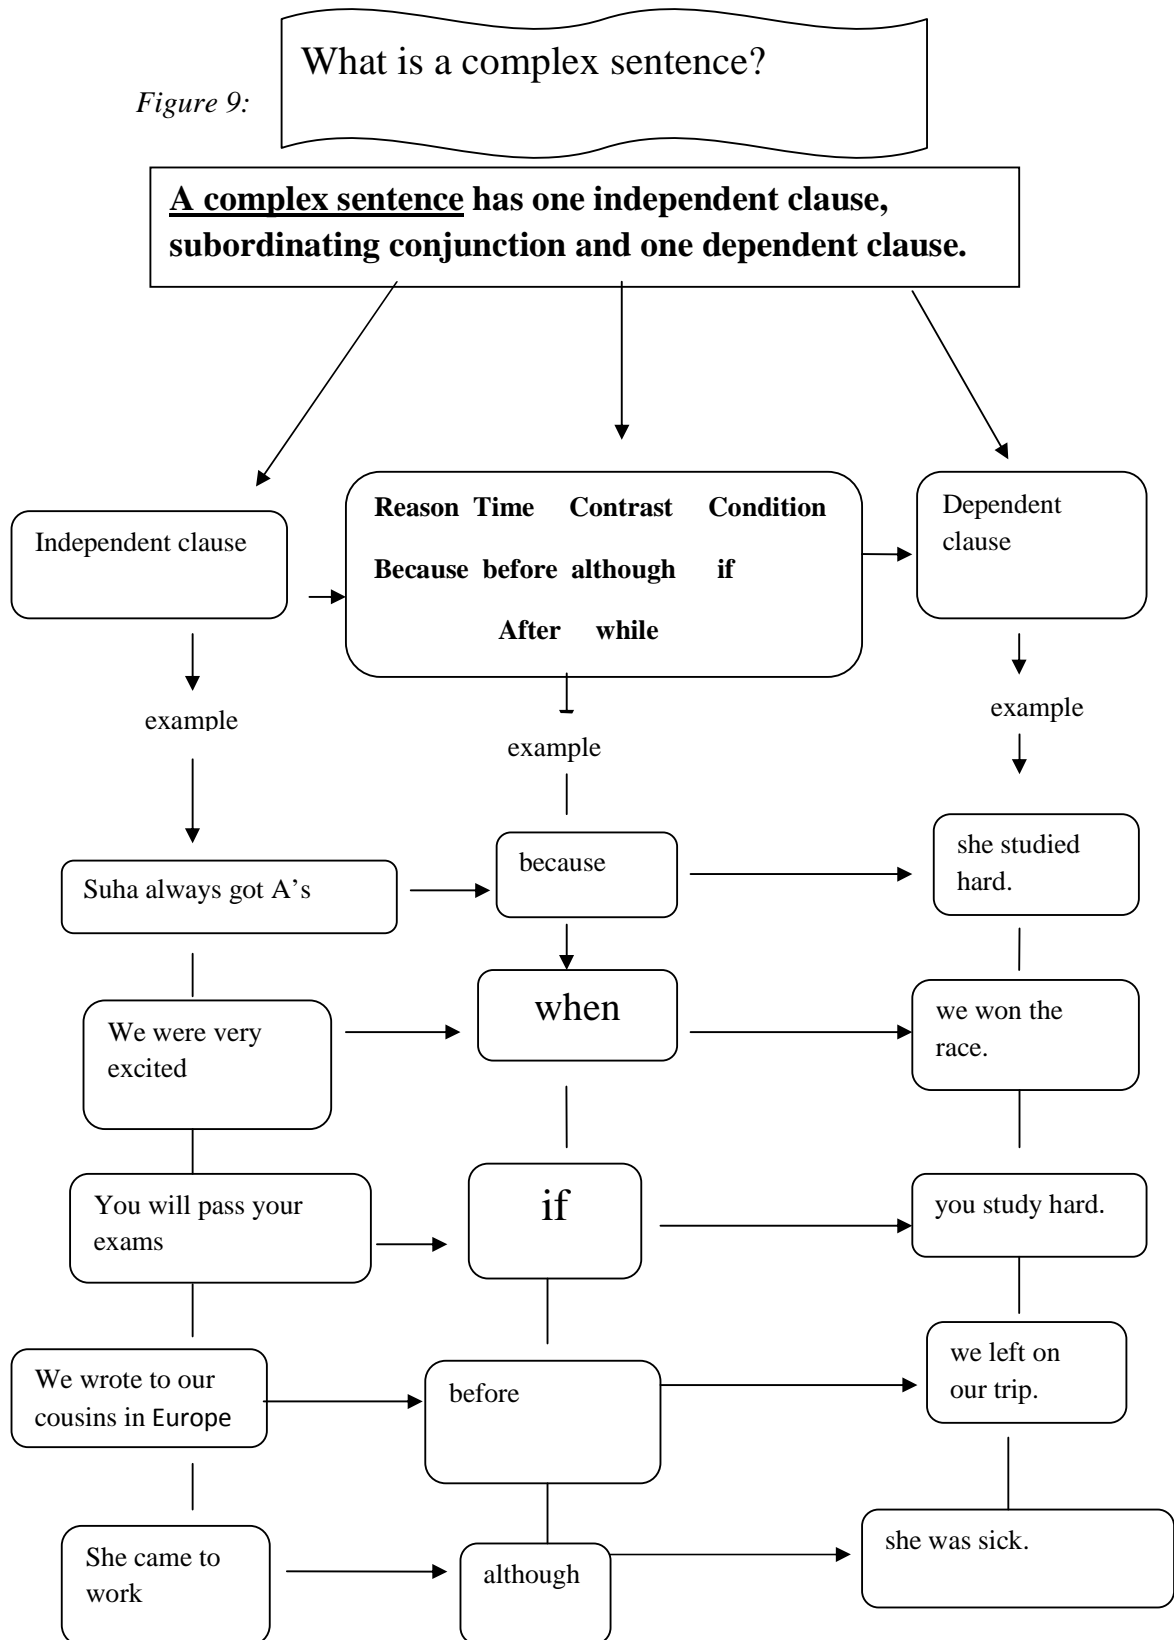 What is a complex sentence?
Figure 9:
A complex sentence has one independent clause,
subordinating conjunction and one dependent clause.
Independent clause
Reason Time Contrast Condition
Because before although if
After while
Dependent
clause
example
example
example
Suha always got A’s
because
she studied
hard.
We were very
excited
when
we won the
race.
You will pass your
exams
if
you study hard.
We wrote to our
cousins in Europe
before
we left on
our trip.
She came to
work
although
she was sick.